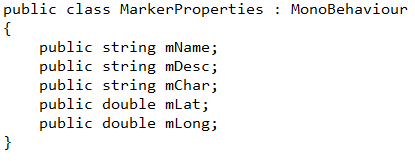 public class MarkerProperties : MonoBehaviour
{
    public string mName;
    public string mDesc;
    public string mChar;
    public double mLat;
    public double mLong;
}